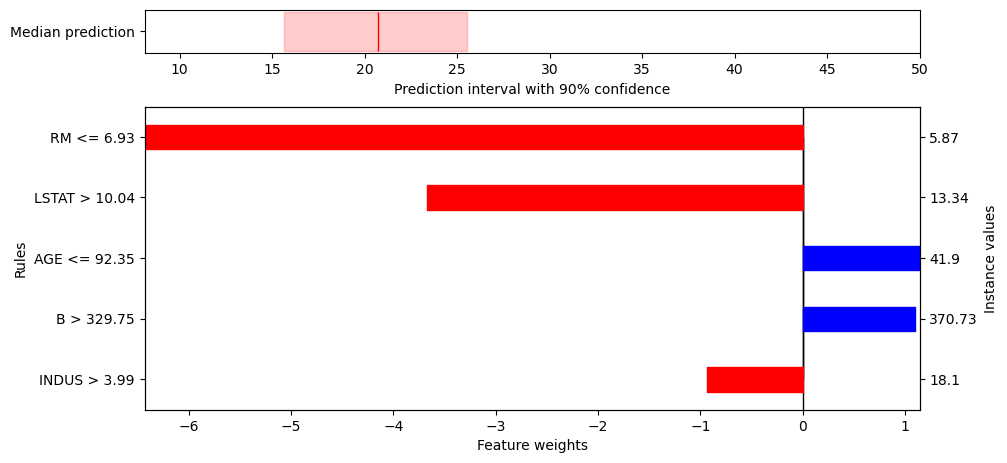 Median prediction
10 15 20 25 30 35 40 45 50
Prediction interval with 90% confidence
Rules
RM <= 6.93
LSTAT > 10.04
AGE <= 92.35
B > 329.75
INDUS > 3.99
5.87
13.34
41.9
370.73
18.1
Instance values
−6 −5 −4 −3 −2 −1 0 1
Feature weights